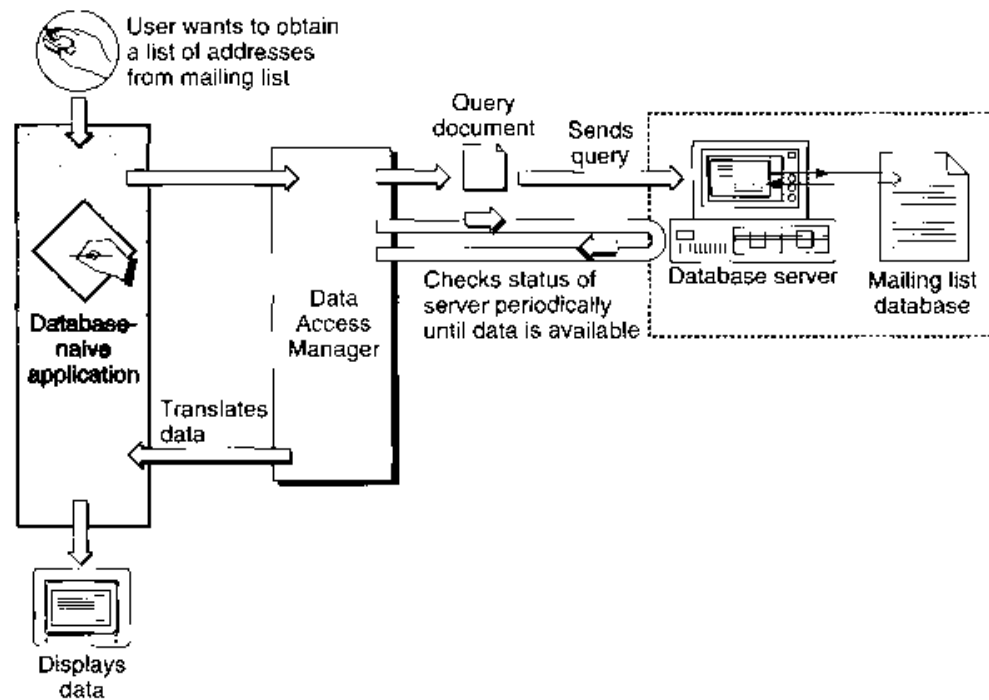 User wants to obtain
a list of addresses
from mailing list
Query
document
Sends
query
Database server
Mailing list
database
Checks status of
server periodically
until data is available
Data
Access
Manager
Database-
naive
application
Translates
data
Displays
data